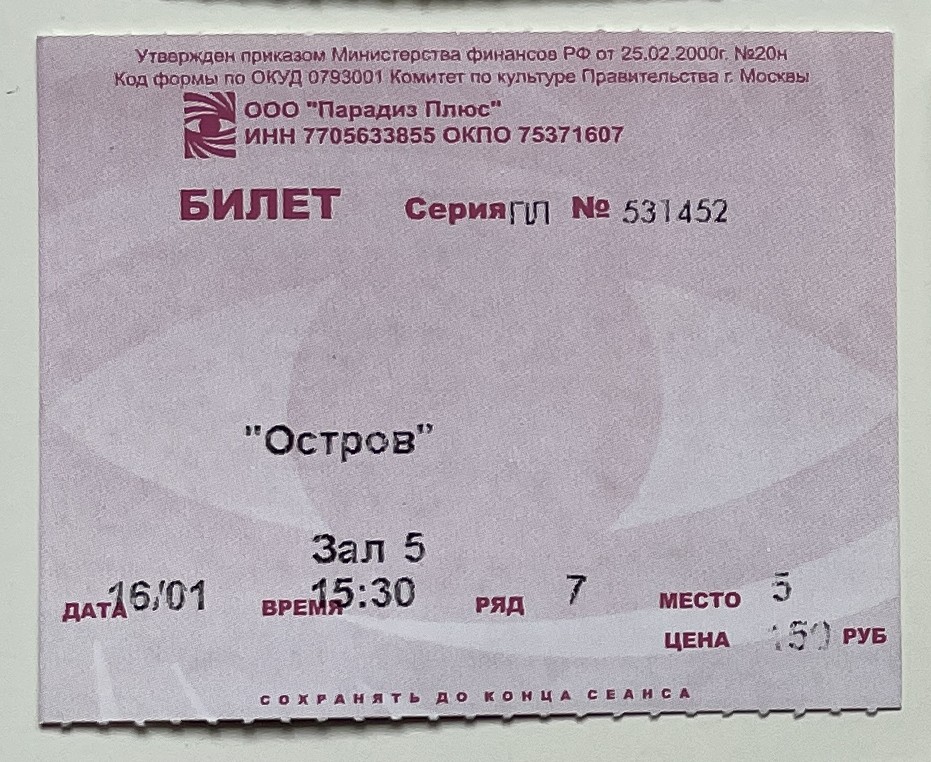 Утвержден приказом Министерства финансов РФ от 25.02.2000г. №20н
Код формы по ОКУД 0793001 Комитет по культуре Правительства г. Москвы
ООО "Парадиз Плюс"
ИНН 7705633855 ОКПО 75371607
БИЛЕТ Серия ПЛ № 531452
"Остров"
Зал 5
ДАТА 16/01 ВРЕМЯ 15:30 РЯД 7 МЕСТО 5
ЦЕНА 150 РУБ
СОХРАНЯТЬ ДО КОНЦА СЕАНСА